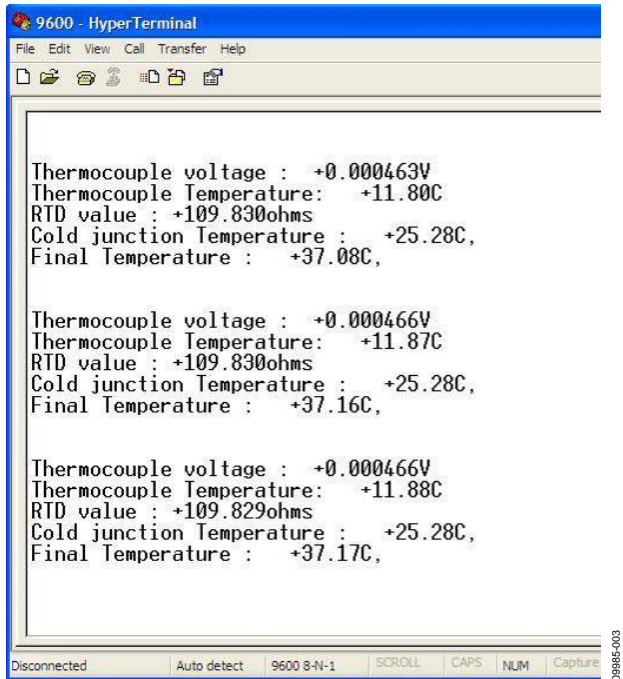 9600 - HyperTerminal
File Edit View Call Transfer Help
Thermocouple voltage :  +0.000463V
Thermocouple Temperature:   +11.80C
RTD value : +109.830ohms
Cold junction Temperature :   +25.28C,
Final Temperature :   +37.08C,
Thermocouple voltage :  +0.000466V
Thermocouple Temperature:   +11.87C
RTD value : +109.830ohms
Cold junction Temperature :   +25.28C,
Final Temperature :   +37.16C,
Thermocouple voltage :  +0.000466V
Thermocouple Temperature:   +11.88C
RTD value : +109.829ohms
Cold junction Temperature :   +25.28C,
Final Temperature :   +37.17C,
Disconnected Auto detect 9600 8-N-1 SCROLL CAPS NUM Capture
09985-003